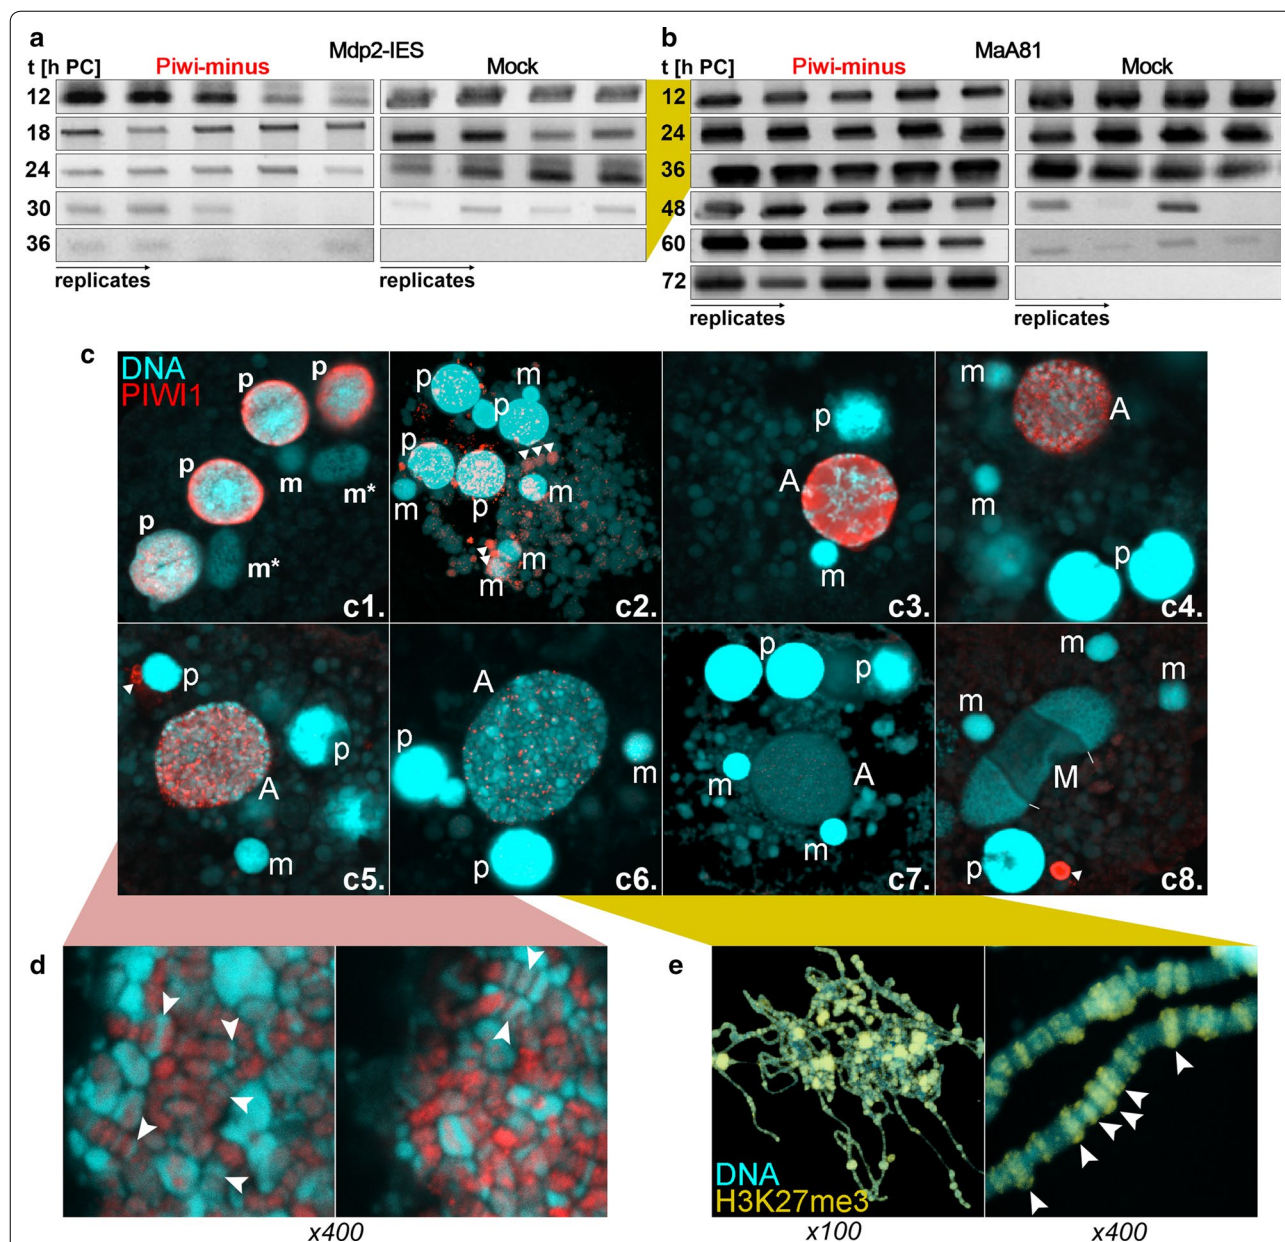 a
Mdp2-IES
t [h PC]
Piwi-minus
Mock
12
18
24
30
36
replicates
replicates
b
MaA81
t [h PC]
Piwi-minus
Mock
12
24
36
48
60
72
replicates
replicates
c
DNA
PIWI1
p
p
p
p
m
m*
m*
c1.
p
m
p
p
p
m
m
m
c2.
p
A
m
c3.
m
A
m
p
c4.
p
A
p
m
c5.
A
p
m
p
c6.
p
p
m
A
m
c7.
m
m
m
M
p
c8.
d
x400
e
DNA
H3K27me3
x100
x400